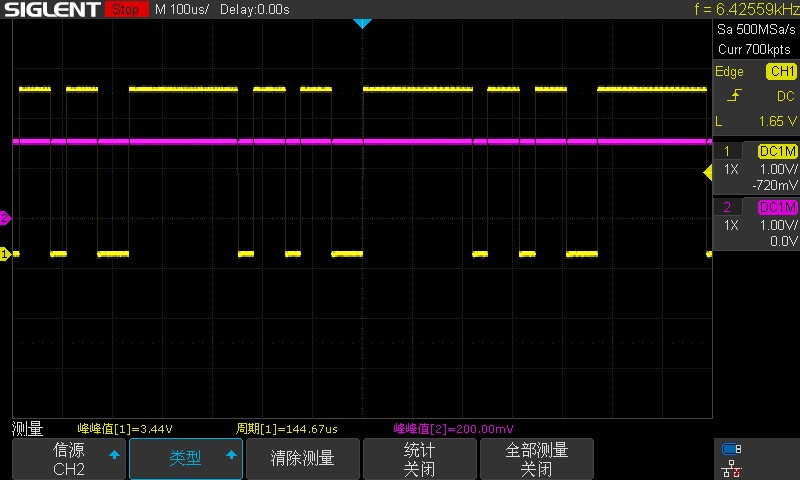 SIGLENT Stop M 100us/ Delay:0.00s f = 6.42559kHz
Sa 500MSa/s
Curr 700kpts
Edge CH1
DC
L 1.65 V
1 DC1M
1X 1.00V/
-720mV
2 DC1M
1X 1.00V/
0.0V
2
1
测量 峰峰值[1]=3.44V 周期[1]=144.67us 峰峰值[2]=200.00mV
信源
CH2
类型
清除测量
统计
关闭
全部测量
关闭